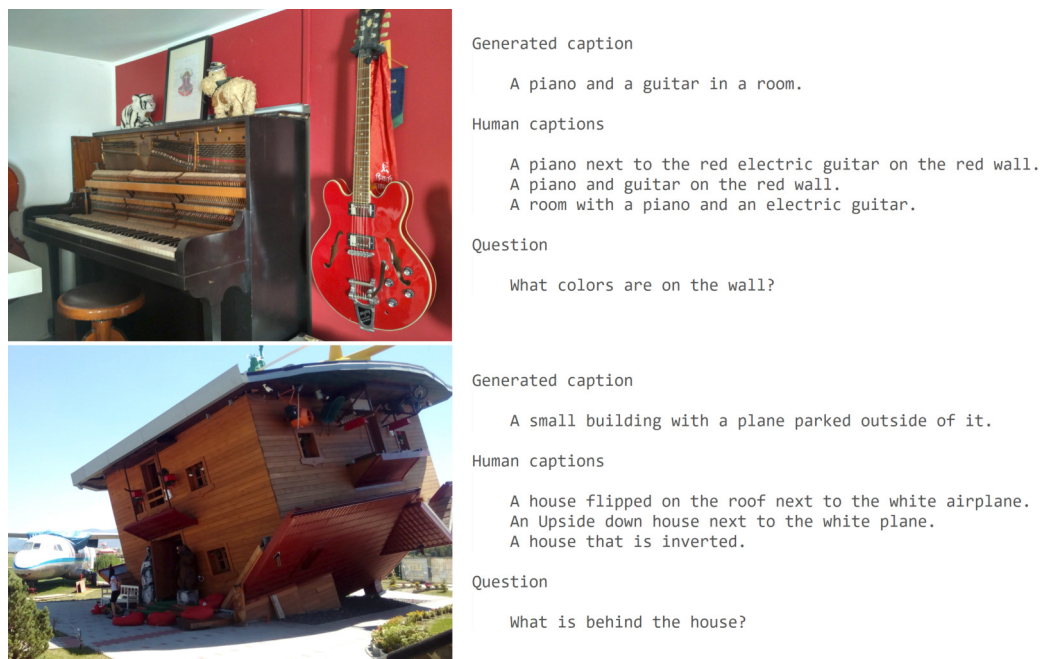 Generated caption
A piano and a guitar in a room.
Human captions
A piano next to the red electric guitar on the red wall.
A piano and guitar on the red wall.
A room with a piano and an electric guitar.
Question
What colors are on the wall?
Generated caption
A small building with a plane parked outside of it.
Human captions
A house flipped on the roof next to the white airplane.
An Upside down house next to the white plane.
A house that is inverted.
Question
What is behind the house?